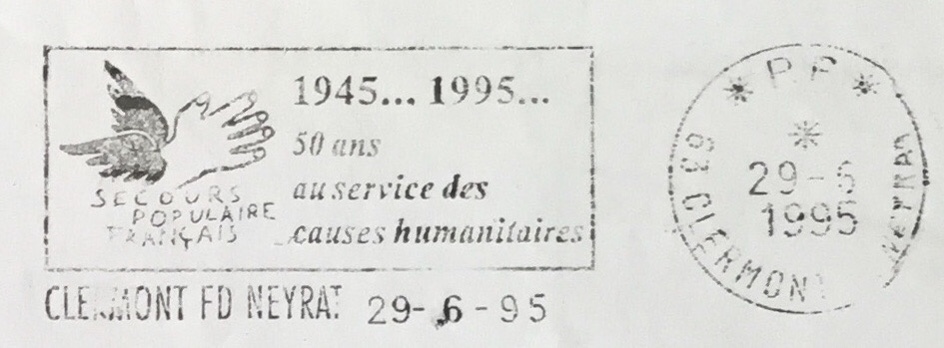 1945... 1995...
50 ans
au service des
causes humanitaires
SECOURS
POPULAIRE
FRANÇAIS
CLERMONT FD NEYRAT 29-6-95
* P.P. *
*
29-6
1995
63 CLERMONT NEYRAT